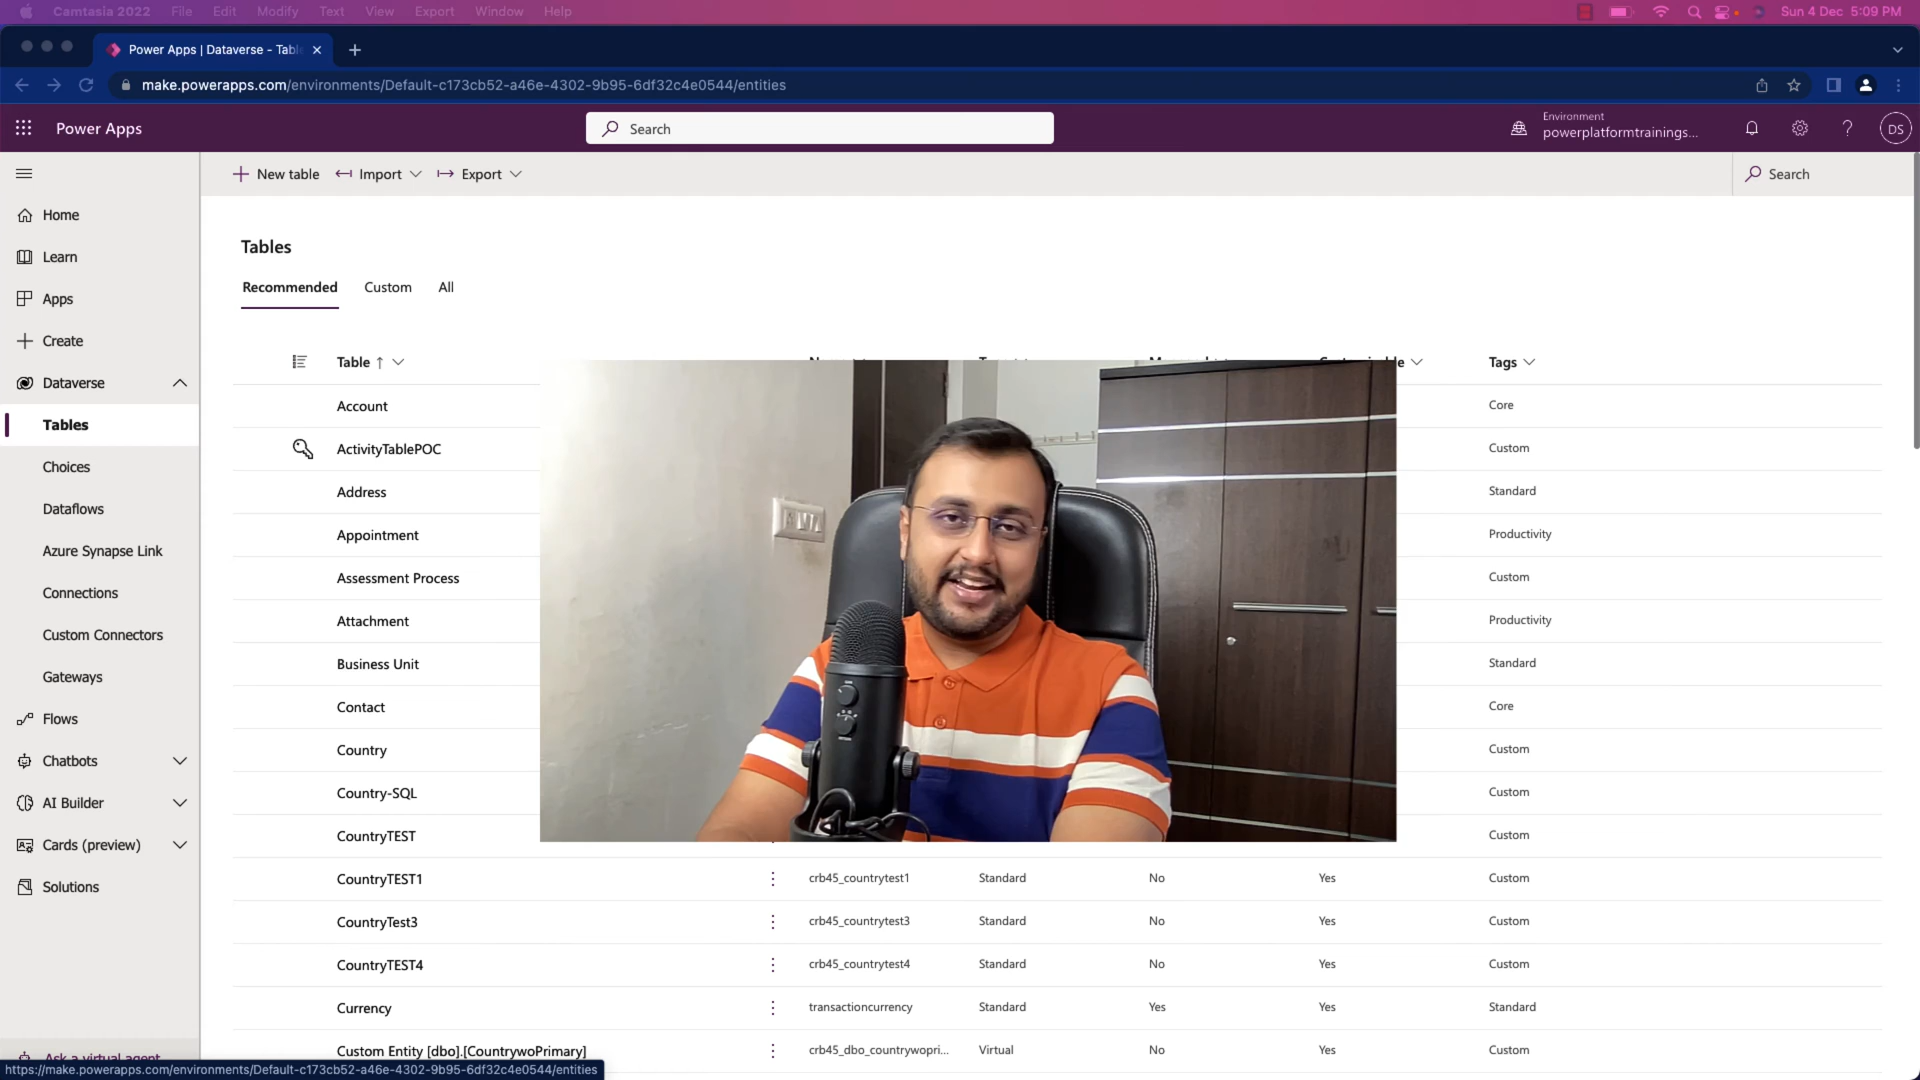 Camtasia 2022 File Edit Modify Text View Export Window Help Sun 4 Dec 5:09 PM
Power Apps | Dataverse - Tabl
make.powerapps.com/environments/Default-c173cb52-a46e-4302-9b95-6df32c4e0544/entities
Power Apps
Search
Environment
powerplatformtrainings...
DS
New table Import Export
Search
Home
Learn
Apps
Create
Dataverse
Tables
Choices
Dataflows
Azure Synapse Link
Connections
Custom Connectors
Gateways
Flows
Chatbots
AI Builder
Cards (preview)
Solutions
Ask a virtual agent
Tables
Recommended Custom All
Table Tags
Account Core
ActivityTablePOC Custom
Address Standard
Appointment Productivity
Assessment Process Custom
Attachment Productivity
Business Unit Standard
Contact Core
Country Custom
Country-SQL Custom
CountryTEST Custom
CountryTEST1 crb45_countrytest1 Standard No Yes Custom
CountryTest3 crb45_countrytest3 Standard No Yes Custom
CountryTEST4 crb45_countrytest4 Standard No Yes Custom
Currency transactioncurrency Standard Yes Yes Standard
Custom Entity [dbo].[CountrywoPrimary] crb45_dbo_countrywopri... Virtual No Yes Custom
https://make.powerapps.com/environments/Default-c173cb52-a46e-4302-9b95-6df32c4e0544/entities